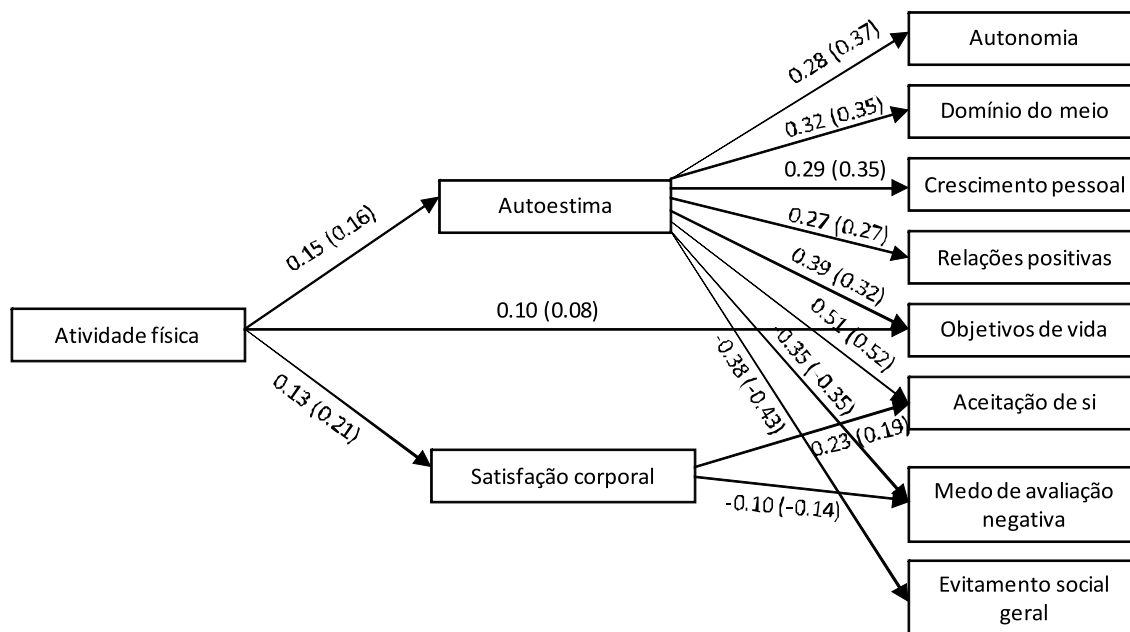 0.28 (0.37)
Autonomia
0.32 (0.35)
Domínio do meio
0.29 (0.35)
Crescimento pessoal
Autoestima
0.15 (0.16)
0.27 (0.27)
Relações positivas
0.39 (0.32)
0.10 (0.08)
Objetivos de vida
Atividade física
0.51 (0.52)
-0.35 (-0.35)
-0.38 (-0.43)
0.13 (0.21)
Aceitação de si
0.23 (0.19)
Satisfação corporal
-0.10 (-0.14)
Medo de avaliação
negativa
Evitamento social
geral